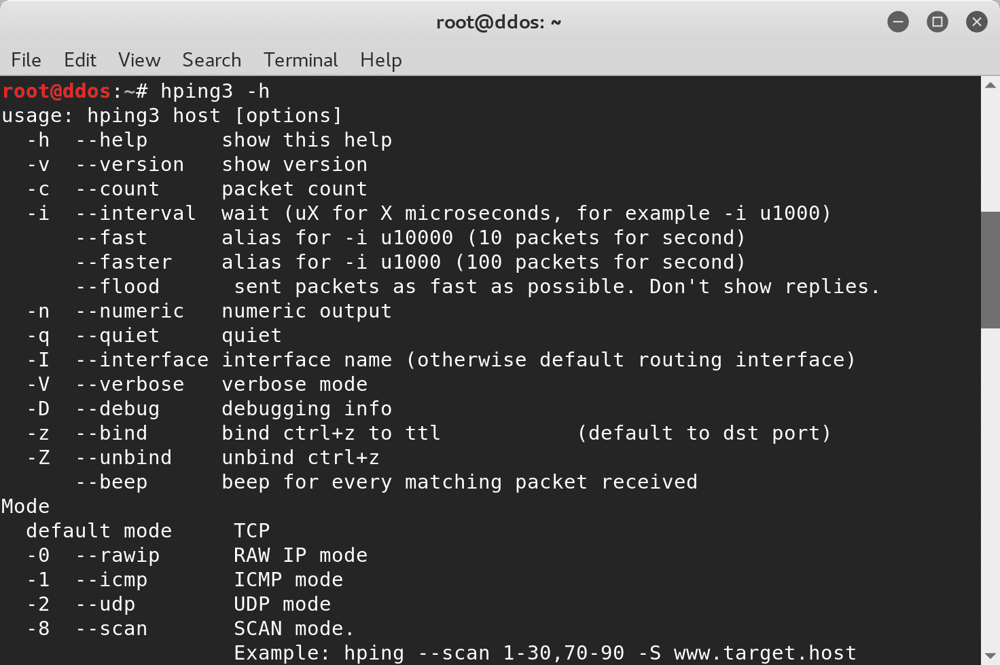 root@ddos: ~
File Edit View Search Terminal Help
root@ddos:~# hping3 -h
usage: hping3 host [options]
  -h  --help      show this help
  -v  --version   show version
  -c  --count     packet count
  -i  --interval  wait (uX for X microseconds, for example -i u1000)
      --fast      alias for -i u10000 (10 packets for second)
      --faster    alias for -i u1000 (100 packets for second)
      --flood      sent packets as fast as possible. Don't show replies.
  -n  --numeric   numeric output
  -q  --quiet     quiet
  -I  --interface interface name (otherwise default routing interface)
  -V  --verbose   verbose mode
  -D  --debug     debugging info
  -z  --bind      bind ctrl+z to ttl           (default to dst port)
  -Z  --unbind    unbind ctrl+z
      --beep      beep for every matching packet received
Mode
  default mode     TCP
  -0  --rawip      RAW IP mode
  -1  --icmp       ICMP mode
  -2  --udp        UDP mode
  -8  --scan       SCAN mode.
                   Example: hping --scan 1-30,70-90 -S www.target.host